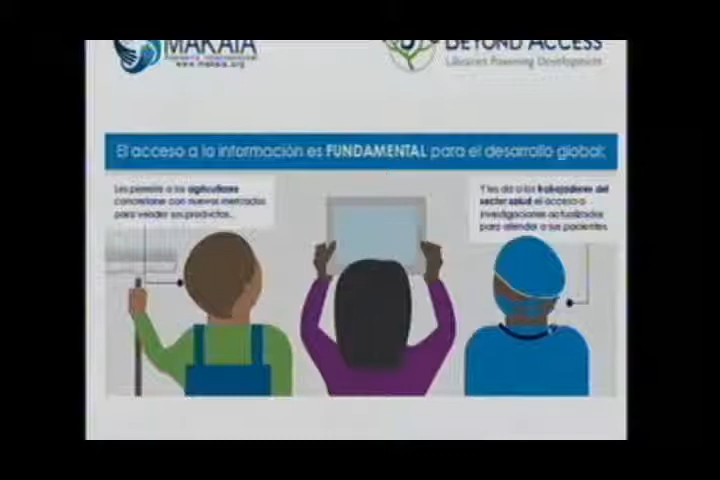 MAKAIA
www.makaia.org
BEYOND ACCESS
Libraries Powering Development
El acceso a la información es FUNDAMENTAL para el desarrollo global:
Les permite a los agricultores
conectarse con nuevos mercados
para vender sus productos...
Y les da a los trabajadores del
sector salud el acceso a
investigaciones actualizadas
para atender a sus pacientes